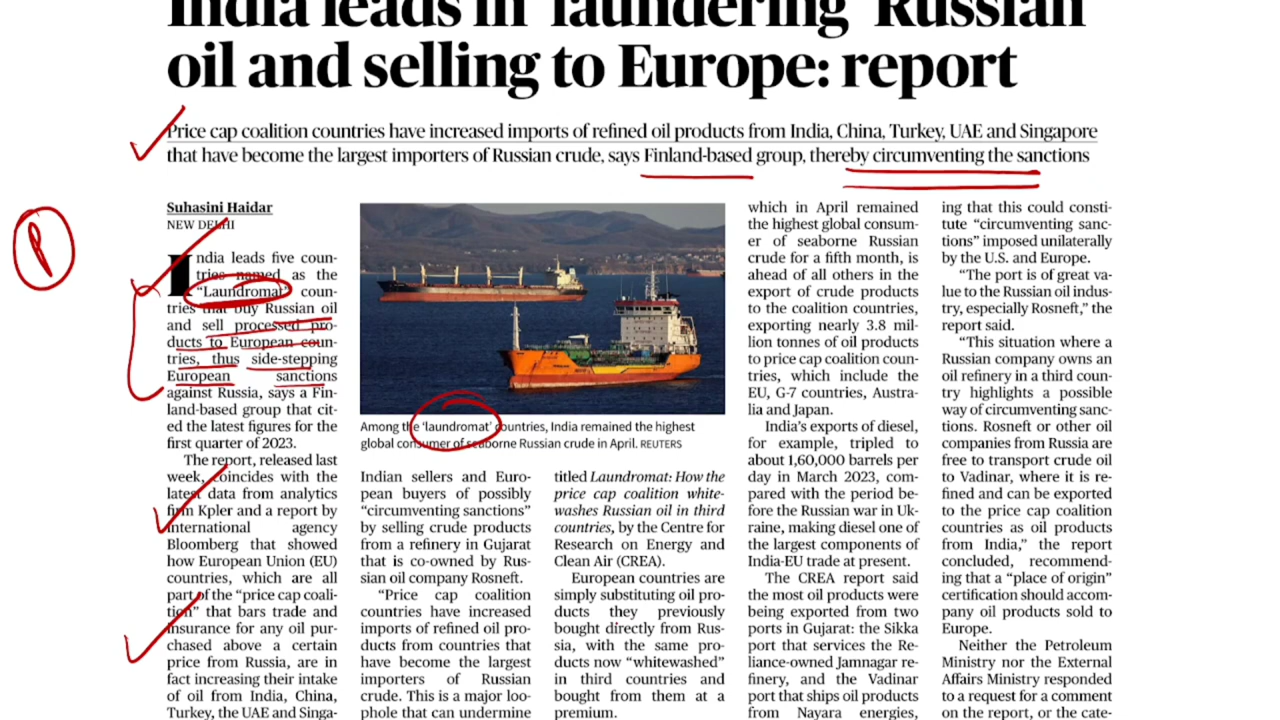 India leads in 'laundering' Russian
oil and selling to Europe: report
Price cap coalition countries have increased imports of refined oil products from India, China, Turkey, UAE and Singapore
that have become the largest importers of Russian crude, says Finland-based group, thereby circumventing the sanctions
P
Suhasini Haidar
NEW DELHI
India leads five coun-
tries named as the
“Laundromat” coun-
tries that buy Russian oil
and sell processed pro-
ducts to European coun-
tries, thus side-stepping
European sanctions
against Russia, says a Fin-
land-based group that cit-
ed the latest figures for the
first quarter of 2023.
The report, released last
week, coincides with the
latest data from analytics
firm Kpler and a report by
international agency
Bloomberg that showed
how European Union (EU)
countries, which are all
part of the “price cap coali-
tion” that bars trade and
insurance for any oil pur-
chased above a certain
price from Russia, are in
fact increasing their intake
of oil from India, China,
Turkey, the UAE and Singa-
Among the ‘laundromat’ countries, India remained the highest
global consumer of seaborne Russian crude in April. REUTERS
Indian sellers and Euro-
pean buyers of possibly
“circumventing sanctions”
by selling crude products
from a refinery in Gujarat
that is co-owned by Rus-
sian oil company Rosneft.
“Price cap coalition
countries have increased
imports of refined oil pro-
ducts from countries that
have become the largest
importers of Russian
crude. This is a major loo-
phole that can undermine
titled Laundromat: How the
price cap coalition white-
washes Russian oil in third
countries, by the Centre for
Research on Energy and
Clean Air (CREA).
European countries are
simply substituting oil pro-
ducts they previously
bought directly from Rus-
sia, with the same pro-
ducts now “whitewashed”
in third countries and
bought from them at a
premium.
which in April remained
the highest global consum-
er of seaborne Russian
crude for a fifth month, is
ahead of all others in the
export of crude products
to the coalition countries,
exporting nearly 3.8 mil-
lion tonnes of oil products
to price cap coalition coun-
tries, which include the
EU, G-7 countries, Austra-
lia and Japan.
India’s exports of diesel,
for example, tripled to
about 1,60,000 barrels per
day in March 2023, com-
pared with the period be-
fore the Russian war in Uk-
raine, making diesel one of
the largest components of
India-EU trade at present.
The CREA report said
the most oil products were
being exported from two
ports in Gujarat: the Sikka
port that services the Re-
liance-owned Jamnagar re-
finery, and the Vadinar
port that ships oil products
from Nayara energies,
ing that this could consti-
tute “circumventing sanc-
tions” imposed unilaterally
by the U.S. and Europe.
“The port is of great va-
lue to the Russian oil indus-
try, especially Rosneft,” the
report said.
“This situation where a
Russian company owns an
oil refinery in a third coun-
try highlights a possible
way of circumventing sanc-
tions. Rosneft or other oil
companies from Russia are
free to transport crude oil
to Vadinar, where it is re-
fined and can be exported
to the price cap coalition
countries as oil products
from India,” the report
concluded, recommend-
ing that a “place of origin”
certification should accom-
pany oil products sold to
Europe.
Neither the Petroleum
Ministry nor the External
Affairs Ministry responded
to a request for a comment
on the report, or the cate-